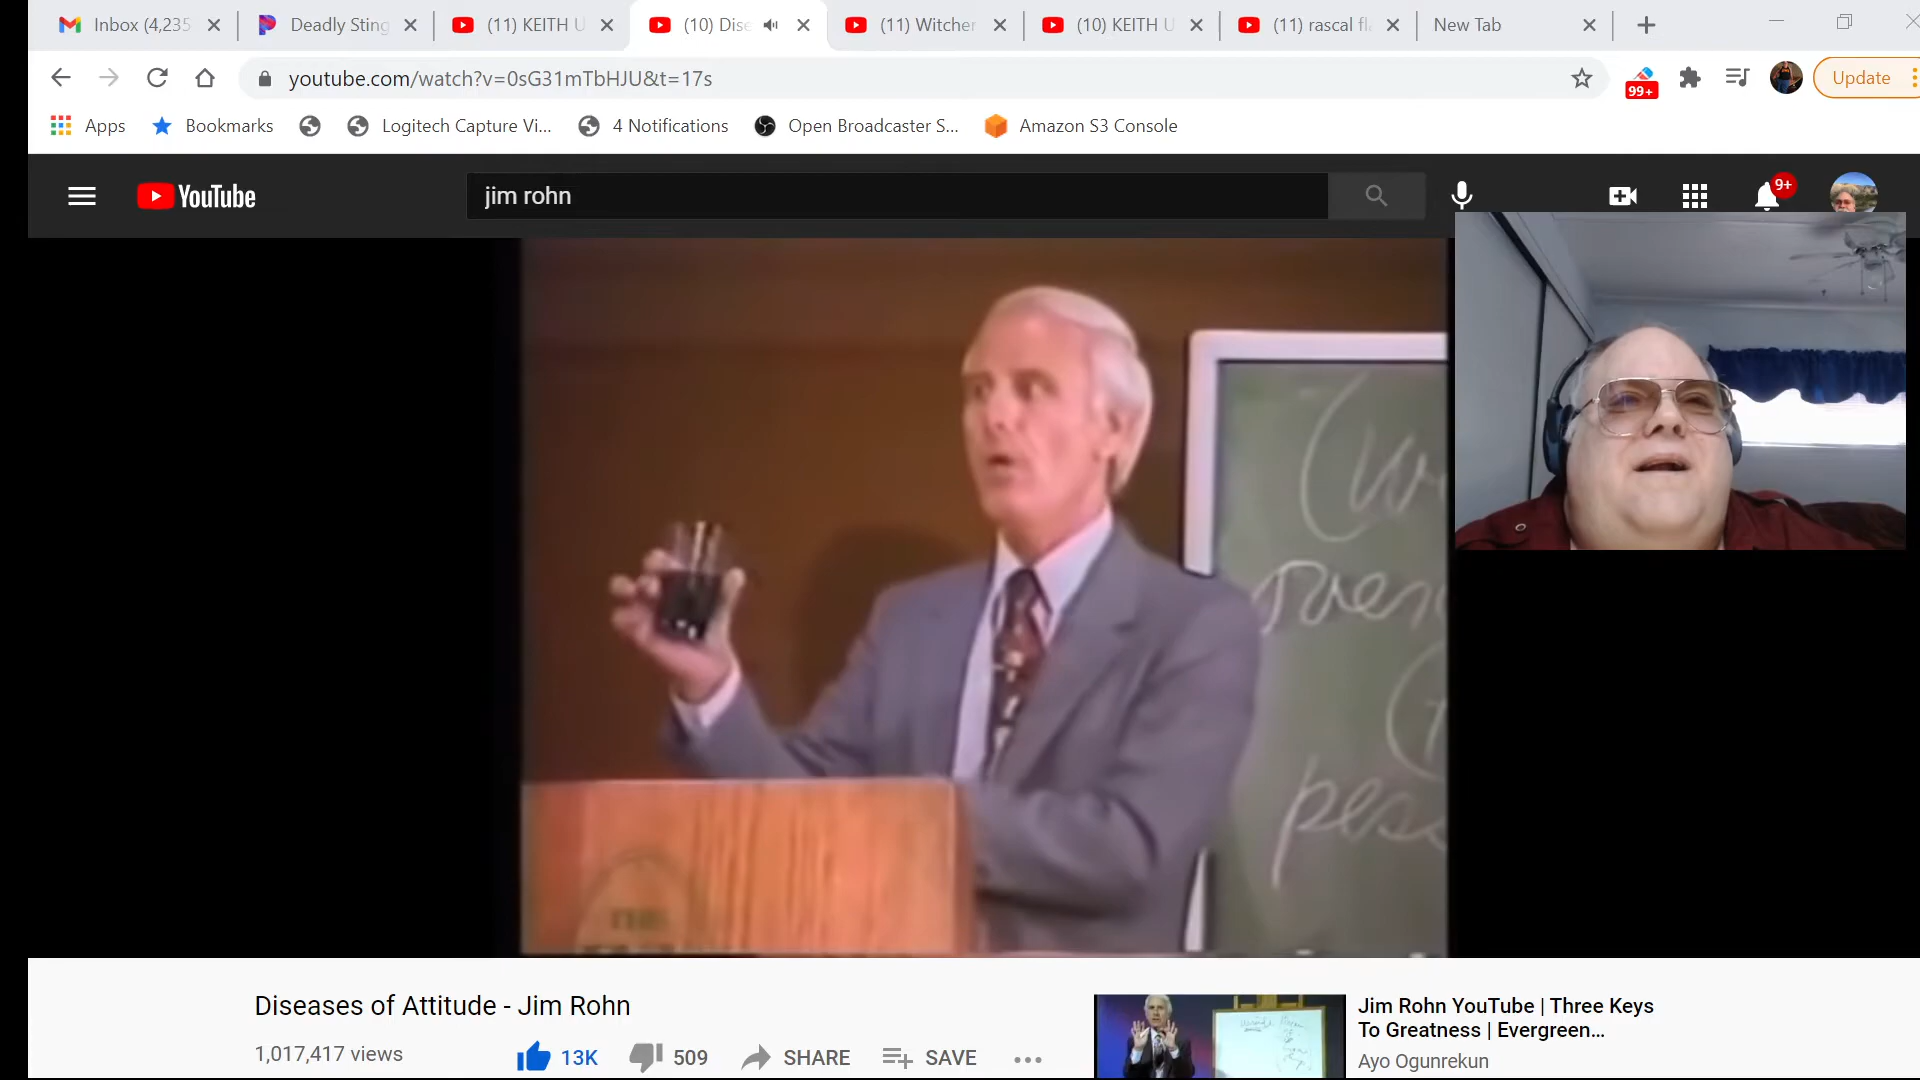 Inbox (4,235
Deadly Sting
(11) KEITH U
(10) Dise
(11) Witcher
(10) KEITH U
(11) rascal fl
New Tab
youtube.com/watch?v=0sG31mTbHJU&t=17s
99+
Update
Apps
Bookmarks
Logitech Capture Vi...
4 Notifications
Open Broadcaster S...
Amazon S3 Console
YouTube
jim rohn
9+
Diseases of Attitude - Jim Rohn
1,017,417 views
13K
509
SHARE
SAVE
Jim Rohn YouTube | Three Keys
To Greatness | Evergreen...
Ayo Ogunrekun